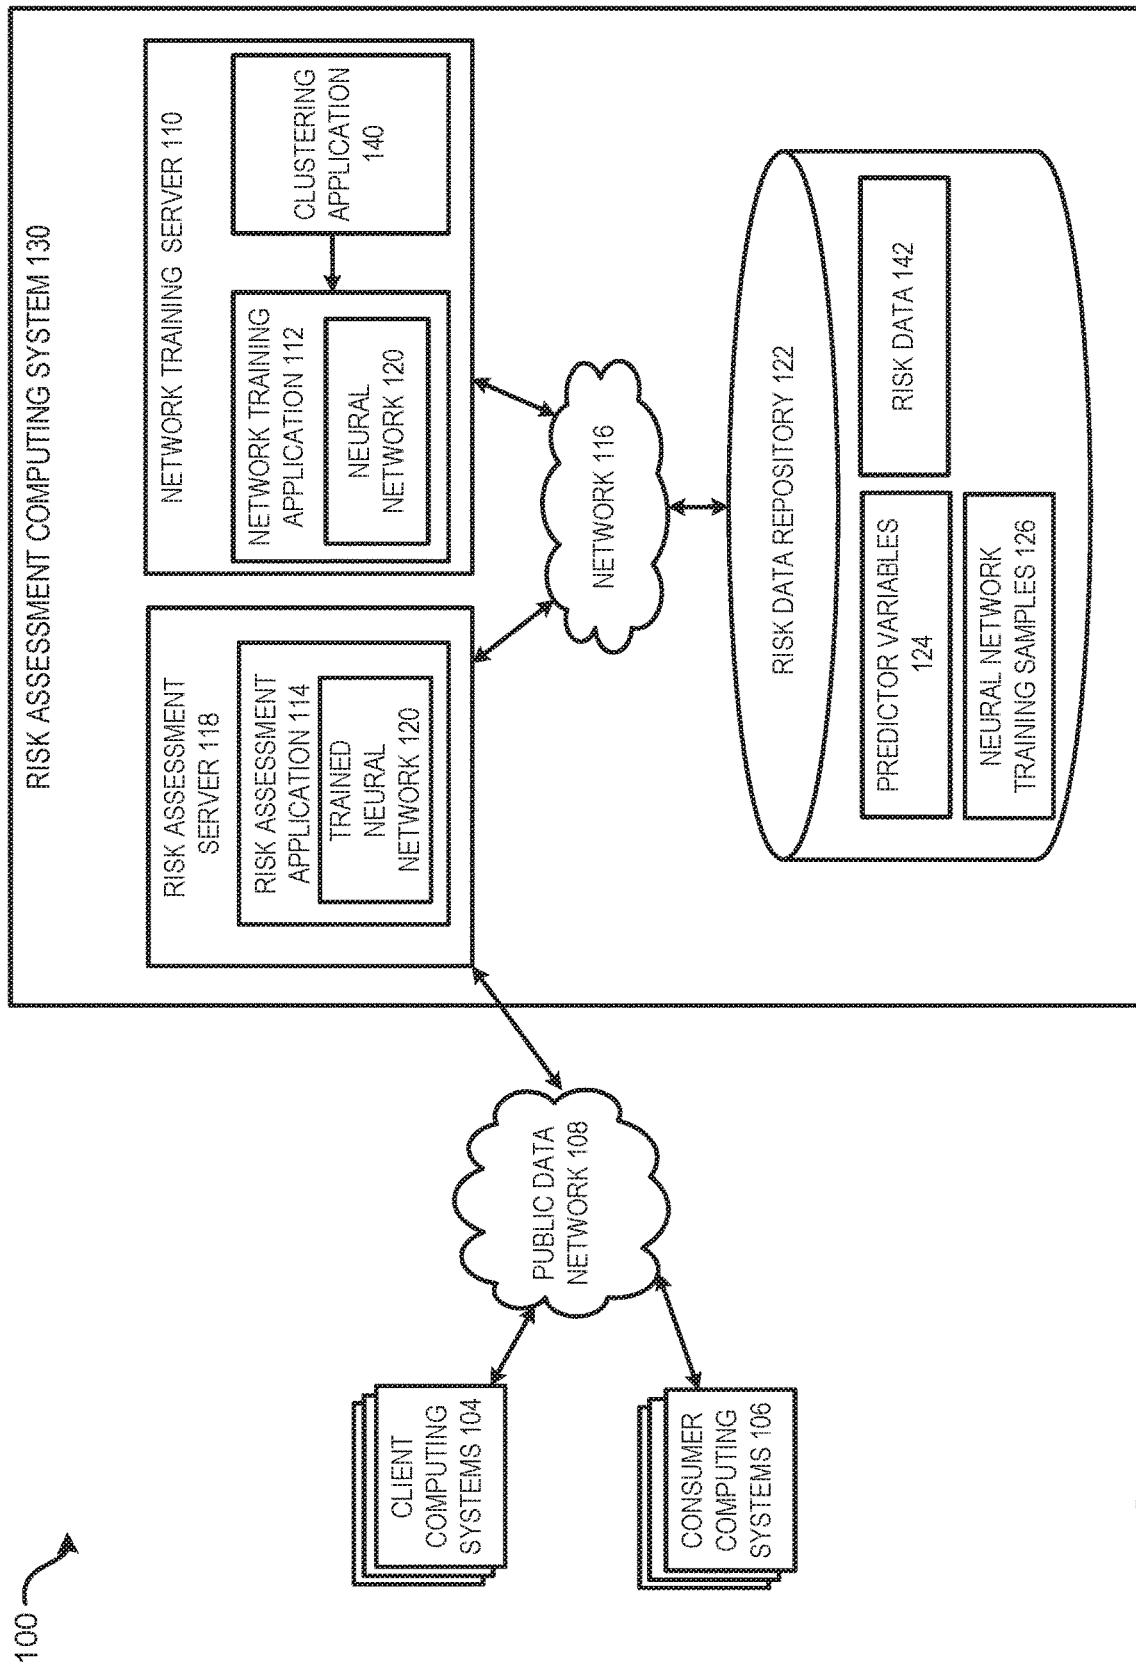 100
RISK ASSESSMENT COMPUTING SYSTEM 130
RISK ASSESSMENT
SERVER 118
RISK ASSESSMENT
APPLICATION 114
TRAINED
NEURAL
NETWORK 120
NETWORK TRAINING SERVER 110
NETWORK TRAINING
APPLICATION 112
NEURAL
NETWORK 120
CLUSTERING
APPLICATION
140
CLIENT
COMPUTING
SYSTEMS 104
PUBLIC DATA
NETWORK 108
NETWORK 116
CONSUMER
COMPUTING
SYSTEMS 106
RISK DATA REPOSITORY 122
PREDICTOR VARIABLES
124
RISK DATA 142
NEURAL NETWORK
TRAINING SAMPLES 126